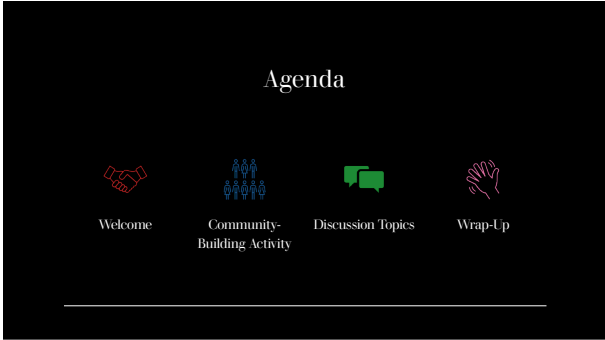 Agenda
Welcome
Community-
Building Activity
Discussion Topics
Wrap-Up